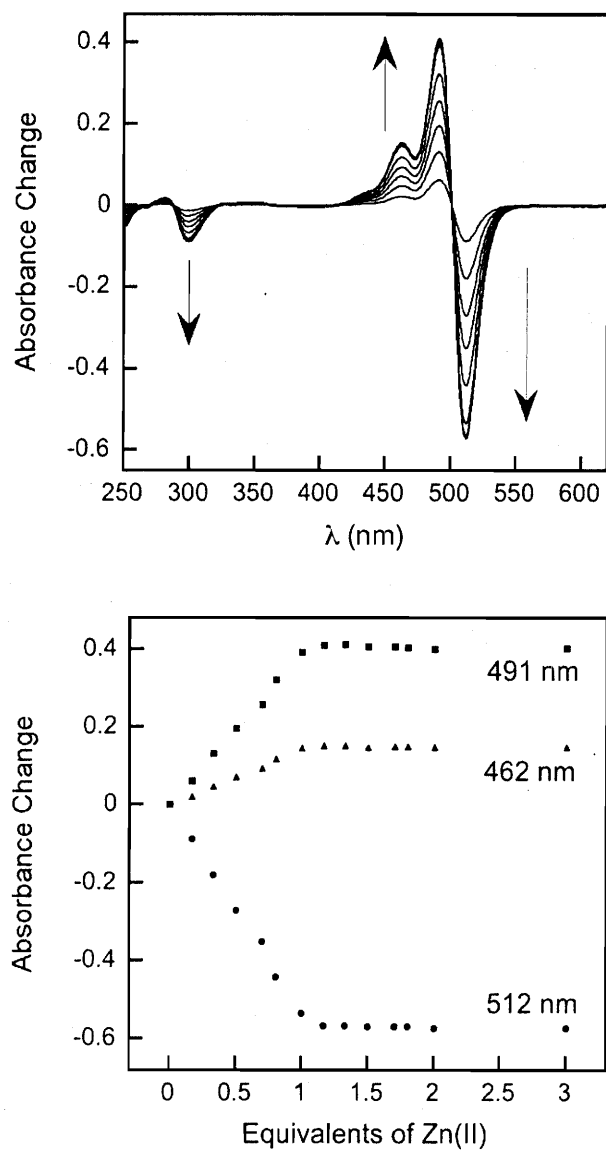 0.4
0.2
0
-0.2
-0.4
-0.6
Absorbance Change
250 300 350 400 450 500 550 600
λ (nm)
0.4
0.2
0
-0.2
-0.4
-0.6
Absorbance Change
491 nm
462 nm
512 nm
0 0.5 1 1.5 2 2.5 3
Equivalents of Zn(II)